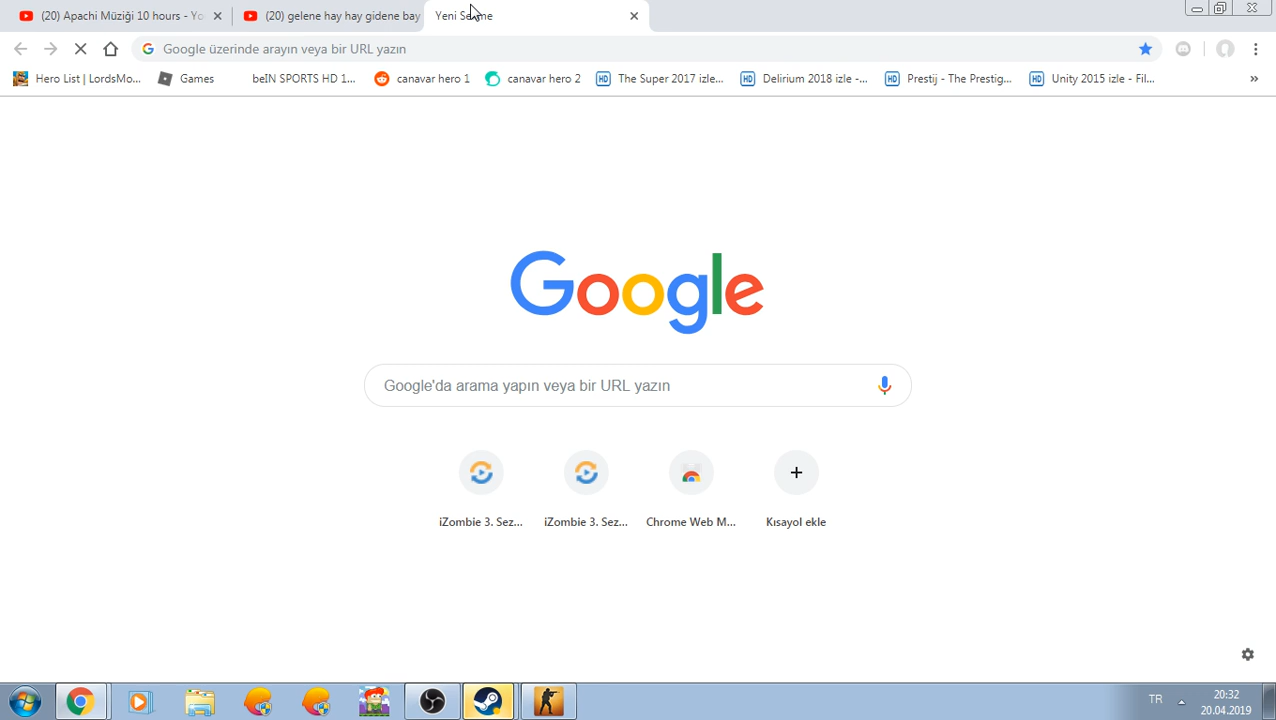 (20) Apachi Müziği 10 hours - Yo
(20) gelene hay hay gidene bay
Yeni Sekme
Google üzerinde arayın veya bir URL yazın
Hero List | LordsMo...
Games
beIN SPORTS HD 1...
canavar hero 1
canavar hero 2
The Super 2017 izle...
Delirium 2018 izle -...
Prestij - The Prestig...
Unity 2015 izle - Fil...
Google
Google'da arama yapın veya bir URL yazın
iZombie 3. Sez...
iZombie 3. Sez...
Chrome Web M...
Kısayol ekle
TR
20:32
20.04.2019